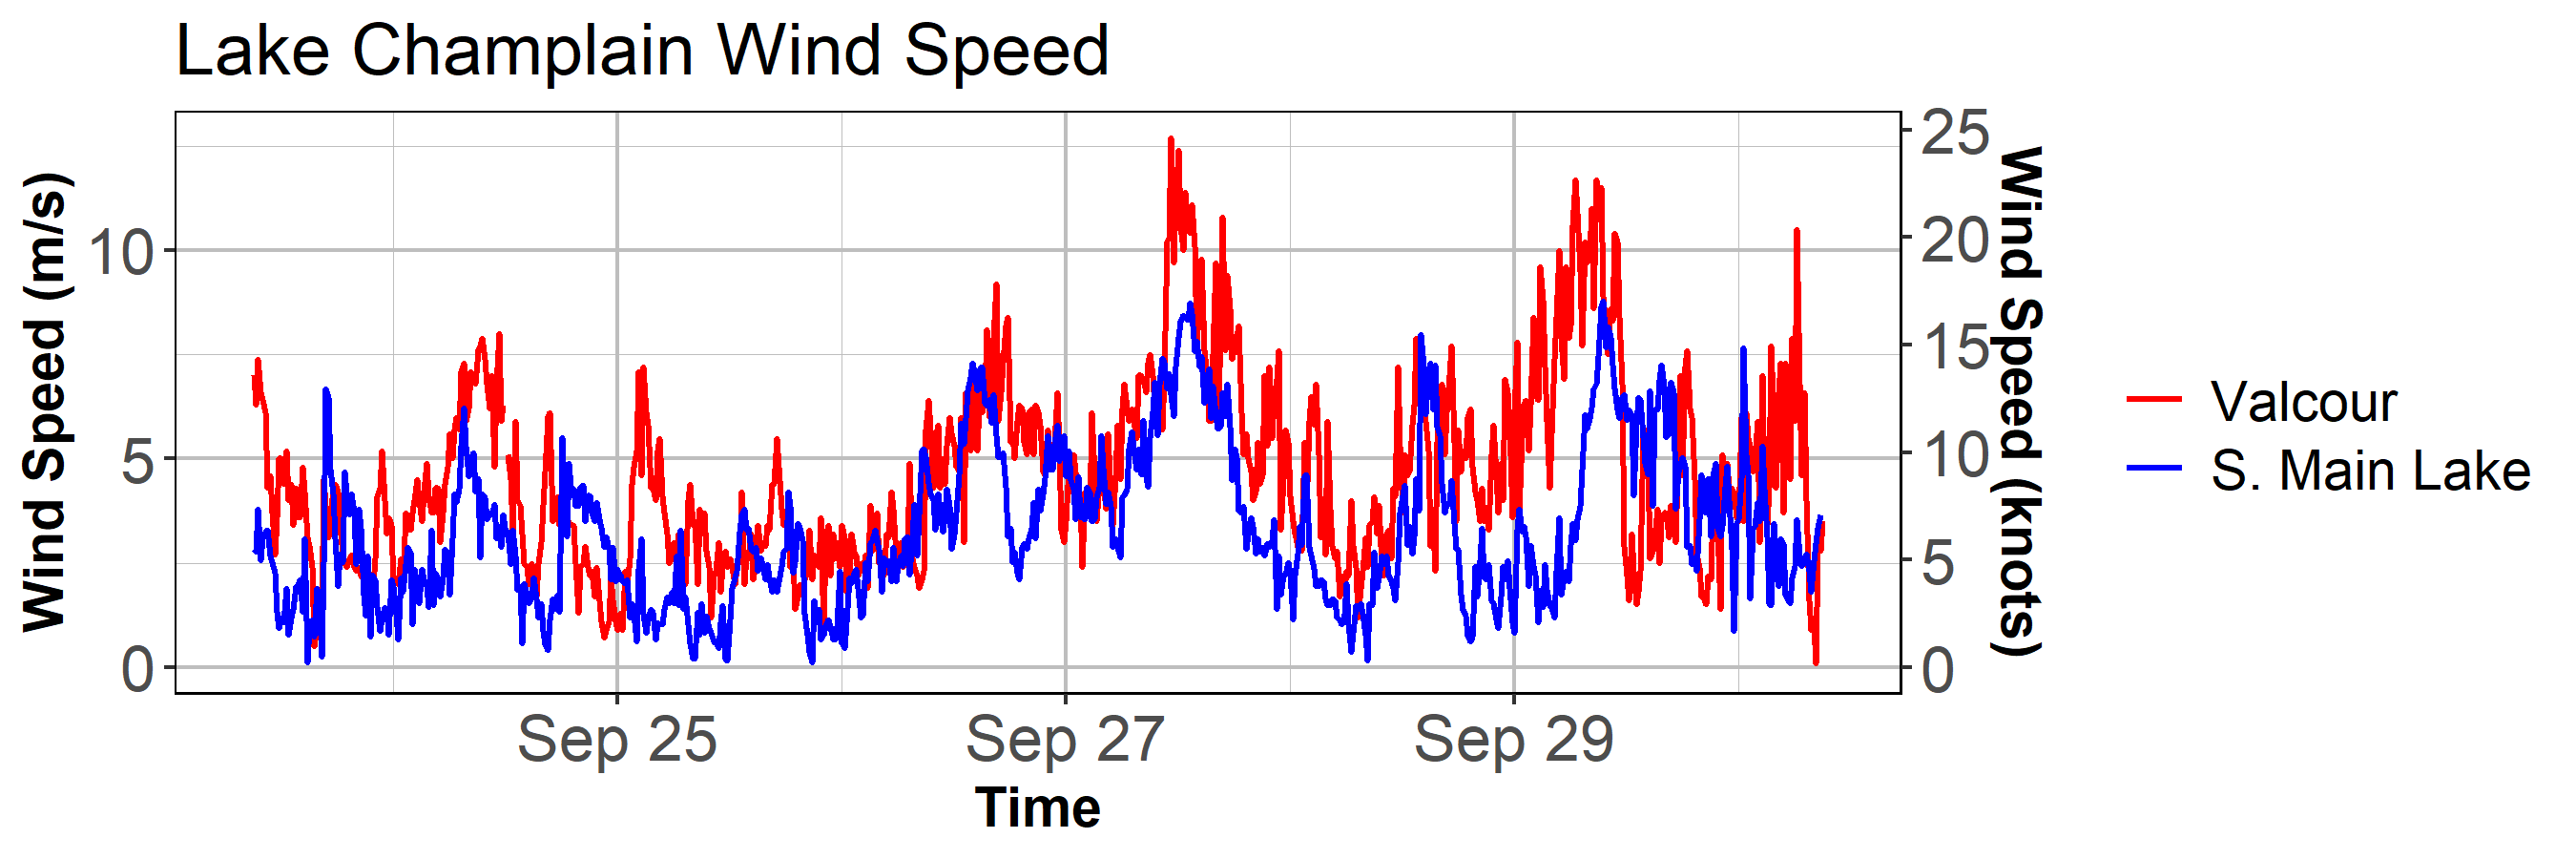 Lake Champlain Wind Speed
Wind Speed (m/s)
10
5
0
25
20
15
10
5
0
Wind Speed (knots)
Sep 25
Sep 27
Sep 29
Time
Valcour
S. Main Lake